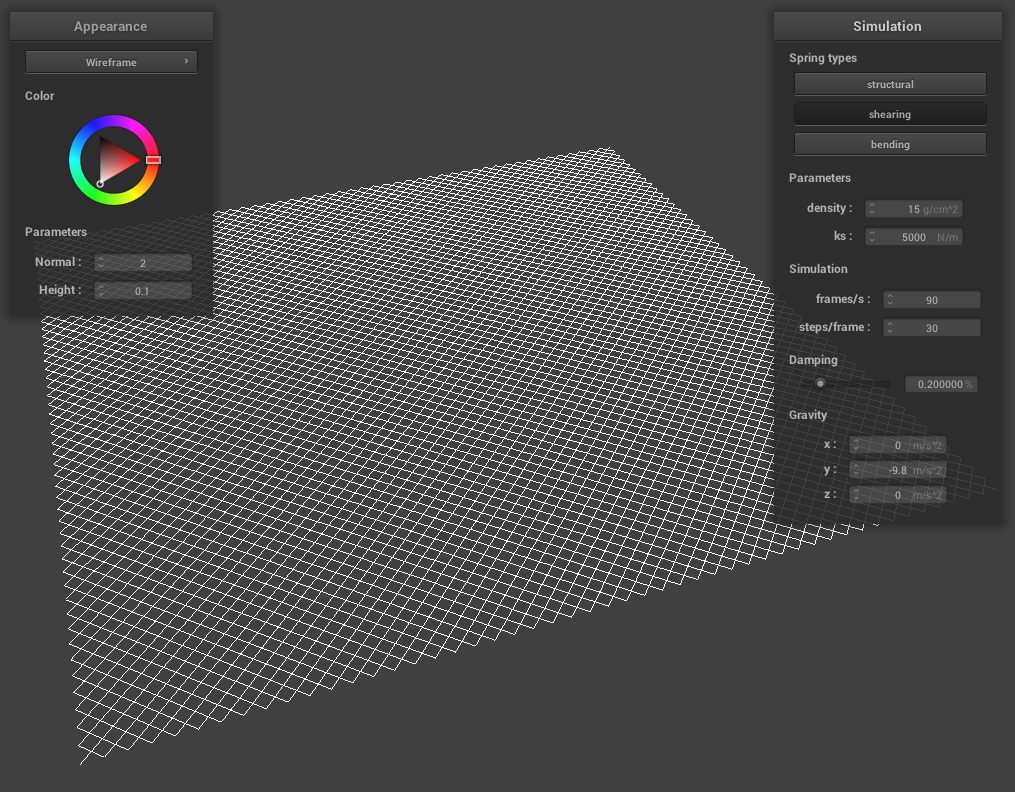 Appearance
Wireframe
Color
Parameters
Normal : 2
Height : 0.1
Simulation
Spring types
structural
shearing
bending
Parameters
density : 15 g/cm^2
ks : 5000 N/m
Simulation
frames/s : 90
steps/frame : 30
Damping
0.200000 %
Gravity
x : 0 m/s^2
y : -9.8 m/s^2
z : 0 m/s^2